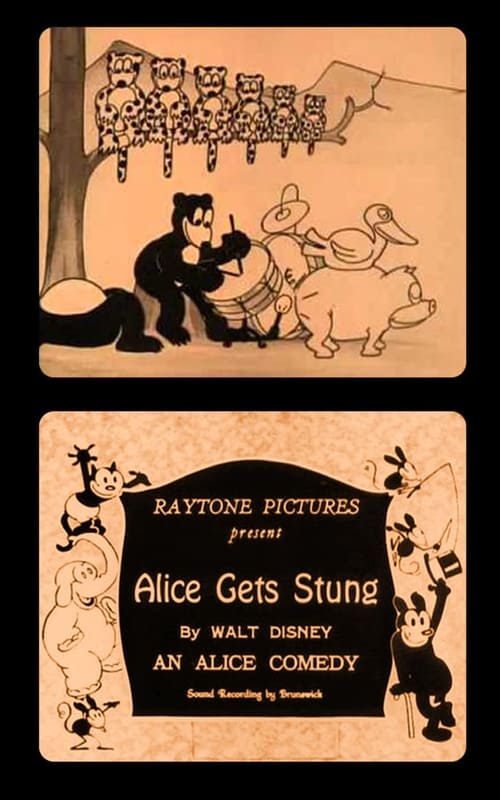 RAYTONE PICTURES
present
Alice Gets Stung
By WALT DISNEY
AN ALICE COMEDY
Sound Recording by Brunswick